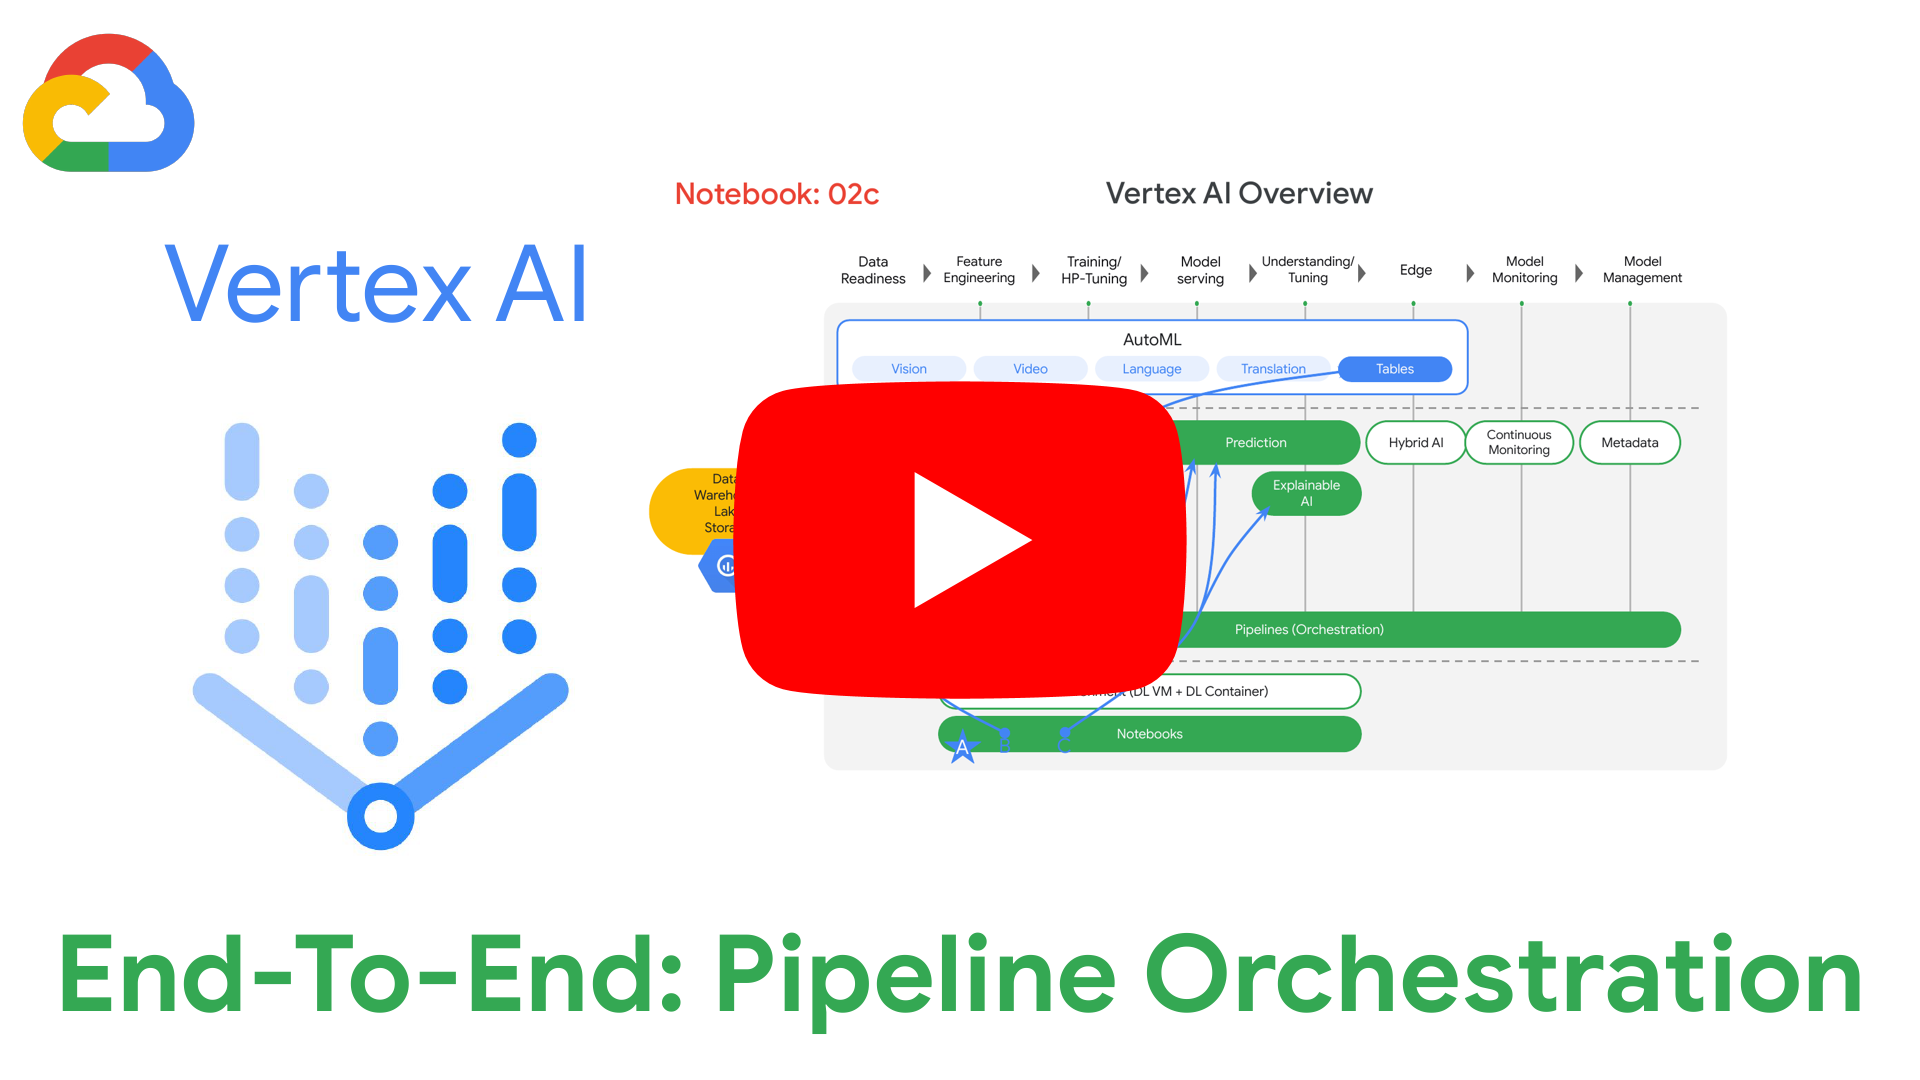 Notebook: 02c
Vertex AI Overview
Vertex AI
Data
Readiness
Feature
Engineering
Training/
HP-Tuning
Model
serving
Understanding/
Tuning
Edge
Model
Monitoring
Model
Management
AutoML
Vision
Video
Language
Translation
Tables
Prediction
Hybrid AI
Continuous
Monitoring
Metadata
Explainable
AI
Data
Pipelines (Orchestration)
(DL VM + DL Container)
A
B
C
Notebooks
End-To-End: Pipeline Orchestration